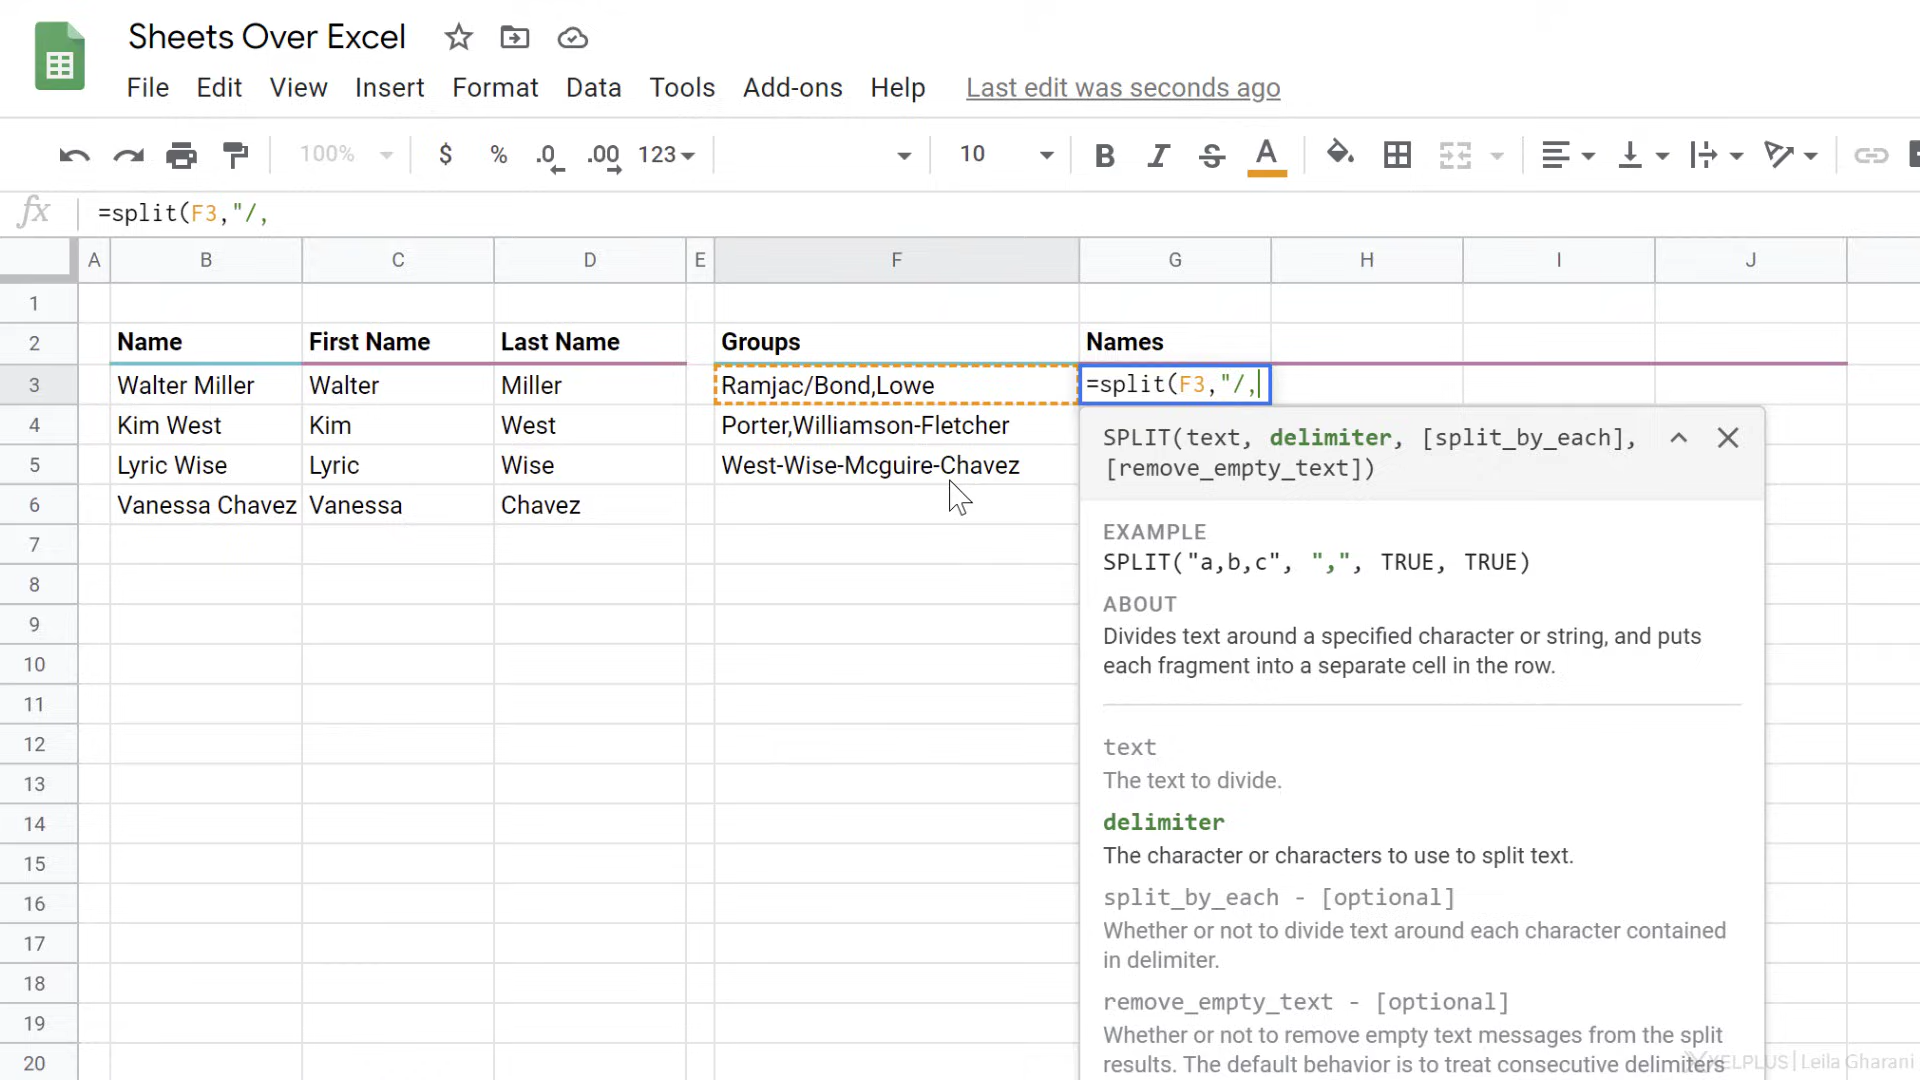 Sheets Over Excel
File Edit View Insert Format Data Tools Add-ons Help Last edit was seconds ago
100% $ % .0 .00 123 10 B I S A
fx =split(F3,"/,
A B C D E F G H I J
1
2 Name First Name Last Name Groups Names
3 Walter Miller Walter Miller Ramjac/Bond,Lowe =split(F3,"/,
4 Kim West Kim West Porter,Williamson-Fletcher
5 Lyric Wise Lyric Wise West-Wise-Mcguire-Chavez
6 Vanessa Chavez Vanessa Chavez
7
8
9
10
11
12
13
14
15
16
17
18
19
20
SPLIT(text, delimiter, [split_by_each],
[remove_empty_text])
EXAMPLE
SPLIT("a,b,c", ",", TRUE, TRUE)
ABOUT
Divides text around a specified character or string, and puts
each fragment into a separate cell in the row.
text
The text to divide.
delimiter
The character or characters to use to split text.
split_by_each - [optional]
Whether or not to divide text around each character contained
in delimiter.
remove_empty_text - [optional]
Whether or not to remove empty text messages from the split
results. The default behavior is to treat consecutive delimiters
XELPLUS | Leila Gharani